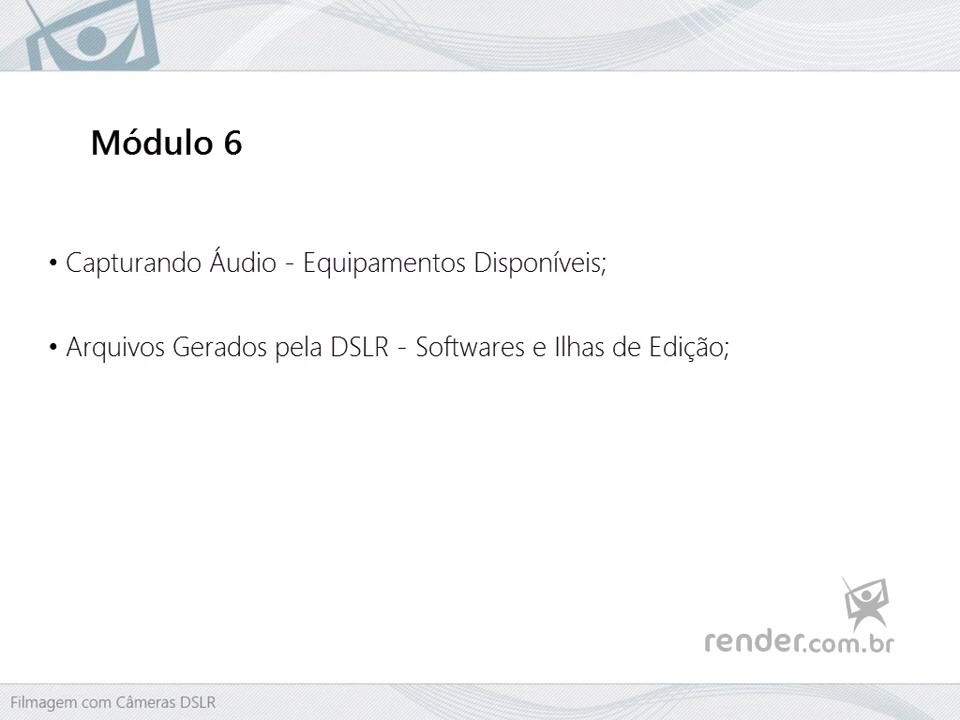 Módulo 6
• Capturando Áudio - Equipamentos Disponíveis;
• Arquivos Gerados pela DSLR - Softwares e Ilhas de Edição;
render.com.br
Filmagem com Câmeras DSLR